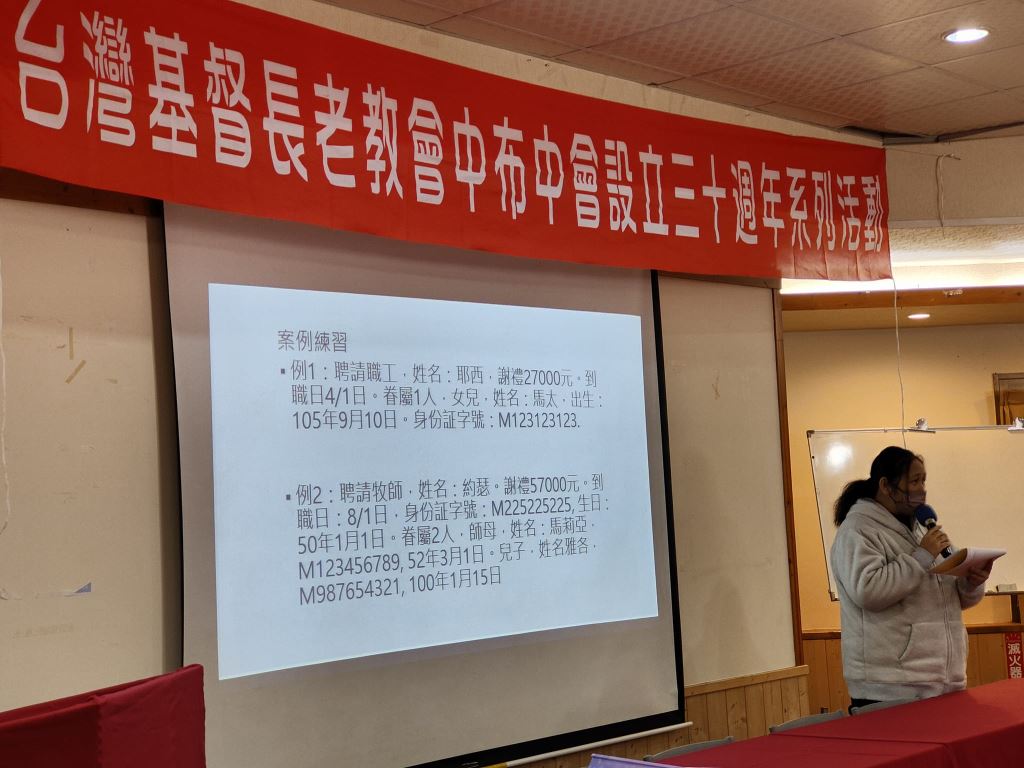 台灣基督長老教會中布中會設立三十週年系列活動
案例練習
▪ 例1：聘請職工，姓名：耶西，謝禮27000元。到
職日4/1日。眷屬1人，女兒，姓名：馬太，出生：
105年9月10日。身份証字號：M123123123.
▪ 例2：聘請牧師，姓名：約瑟。謝禮57000元。到
職日：8/1日，身份証字號：M225225225, 生日：
50年1月1日。眷屬2人，師母，姓名：馬莉亞，
M123456789, 52年3月1日。兒子，姓名雅各，
M987654321, 100年1月15日
滅火器